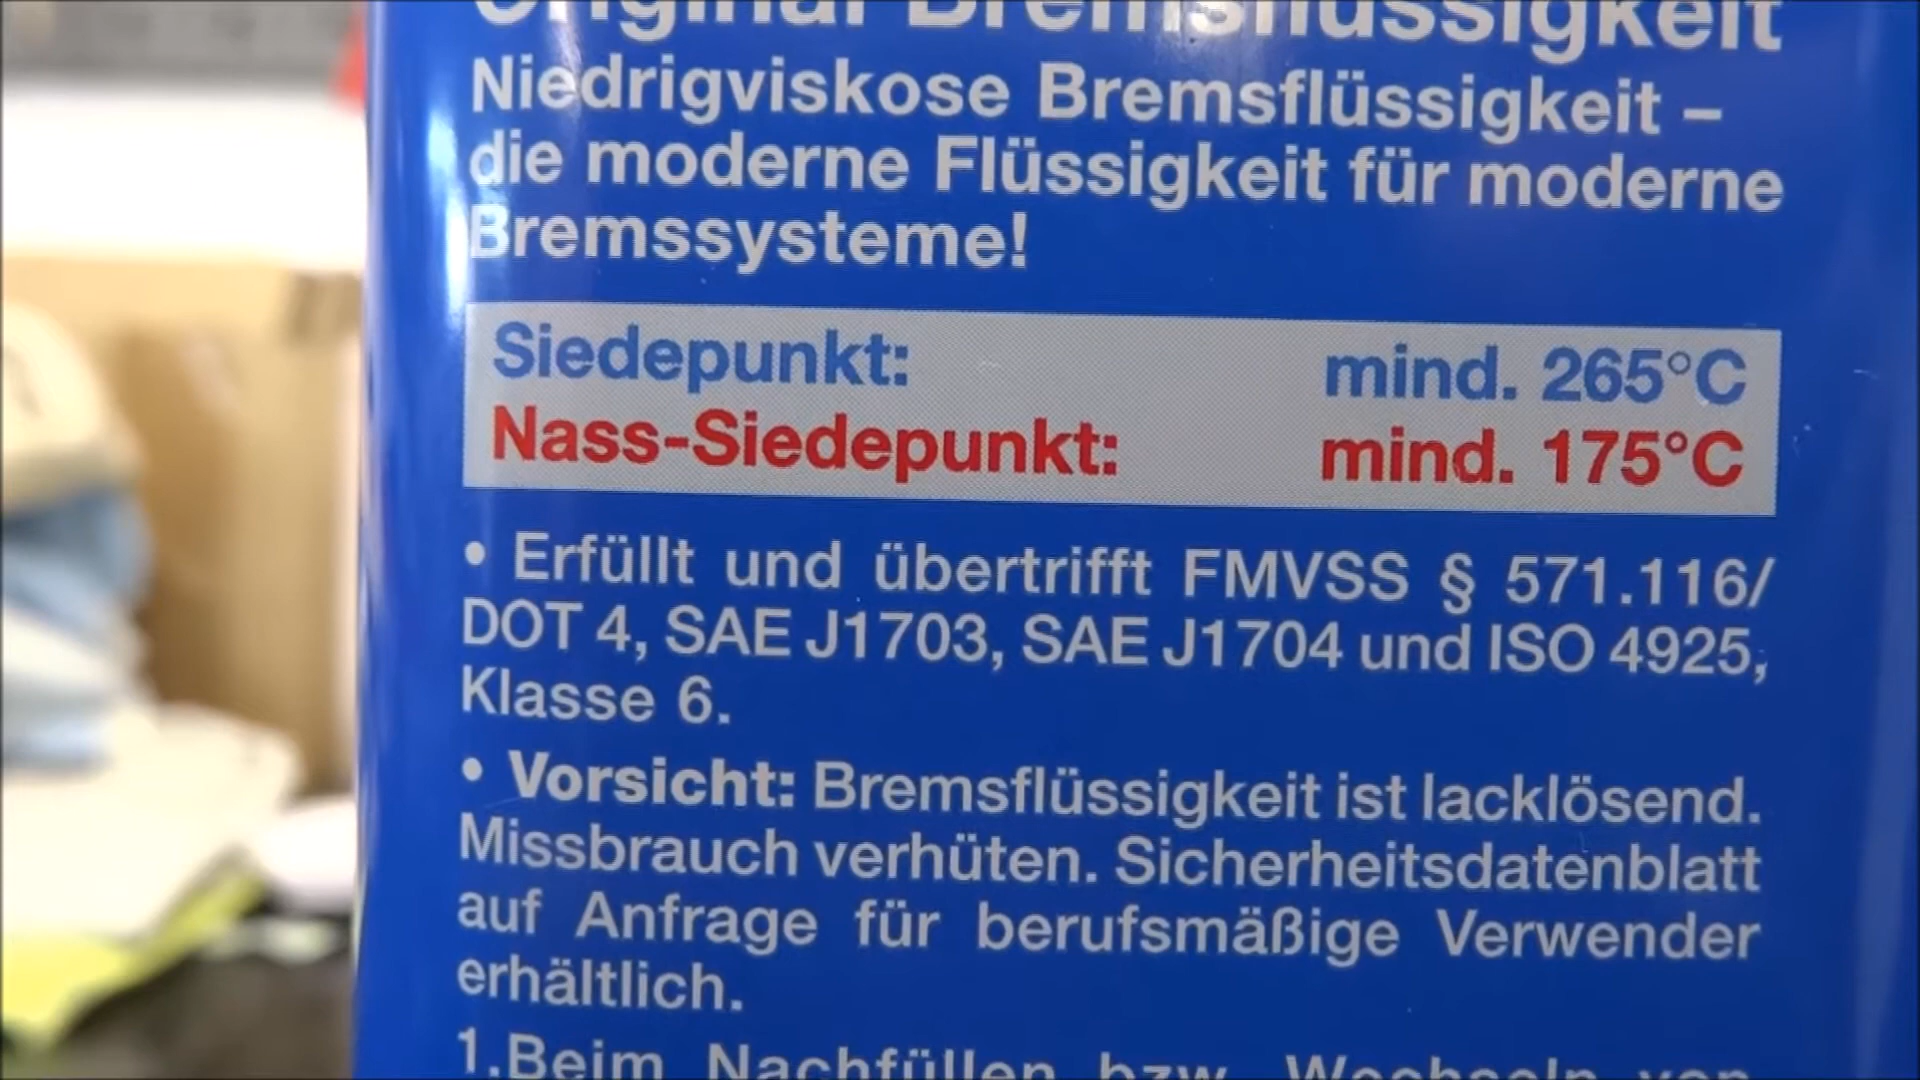 Original Bremsflüssigkeit
Niedrigviskose Bremsflüssigkeit –
die moderne Flüssigkeit für moderne
Bremssysteme!
Siedepunkt: mind. 265°C
Nass-Siedepunkt: mind. 175°C
• Erfüllt und übertrifft FMVSS § 571.116/
DOT 4, SAE J1703, SAE J1704 und ISO 4925,
Klasse 6.
• Vorsicht: Bremsflüssigkeit ist lacklösend.
Missbrauch verhüten. Sicherheitsdatenblatt
auf Anfrage für berufsmäßige Verwender
erhältlich.
1.Beim Nachfüllen bzw. Wechseln von